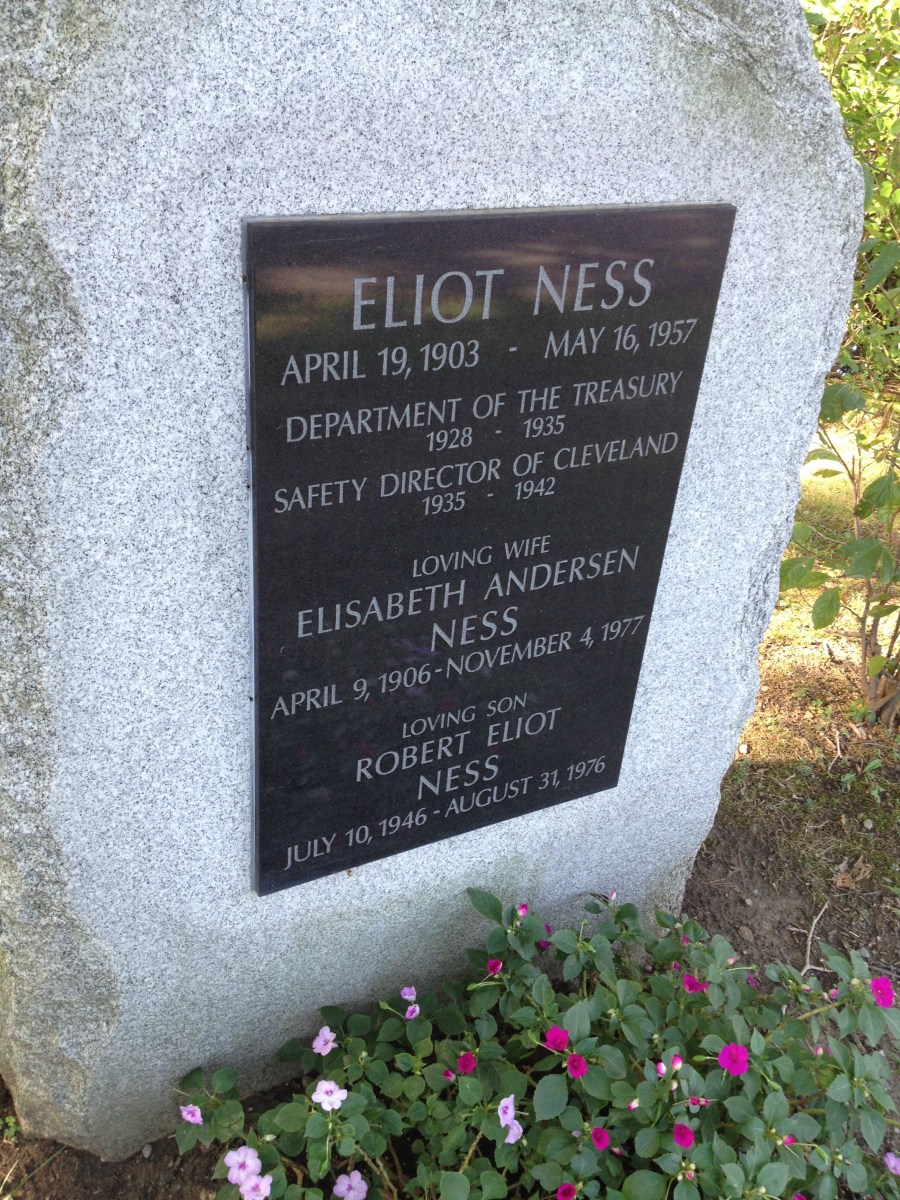 ELIOT NESS
APRIL 19, 1903 - MAY 16, 1957
DEPARTMENT OF THE TREASURY
1928 - 1935
SAFETY DIRECTOR OF CLEVELAND
1935 - 1942
LOVING WIFE
ELISABETH ANDERSEN
NESS
APRIL 9, 1906 - NOVEMBER 4, 1977
LOVING SON
ROBERT ELIOT
NESS
JULY 10, 1946 - AUGUST 31, 1976